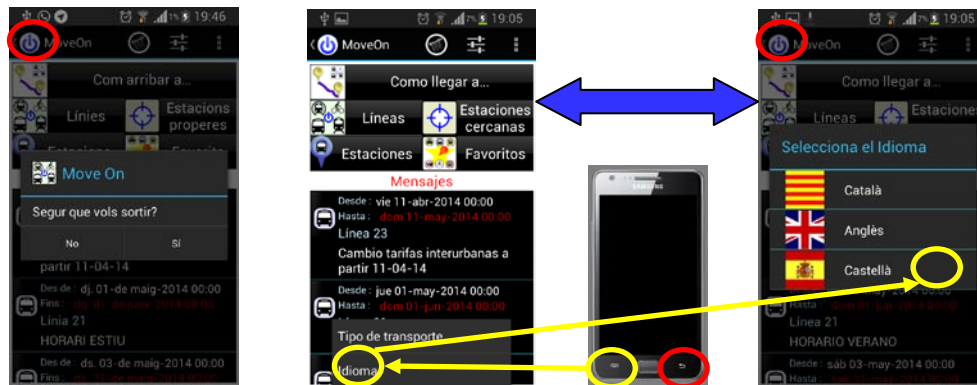 19:46
MoveOn
Com arribar a...
Línies
Estacions
properes
Estacions
Favorits
Move On
Segur que vols sortir?
No
Sí
partir 11-04-14
Des de : dj. 01-de maig-2014 00:00
Fins :
Línia 21
HORARI ESTIU
Des de : ds. 03-de maig-2014 00:00
Fins :
1% 19:05
MoveOn
Como llegar a...
Líneas
Estaciones
cercanas
Estaciones
Favoritos
Mensajes
Desde : vie 11-abr-2014 00:00
Hasta : dom 11-may-2014 00:00
Línea 23
Cambio tarifas interurbanas a
partir 11-04-14
Desde : jue 01-may-2014 00:00
Hasta : dom 01-jun-2014 00:00
Tipo de transporte
Idioma
SAMSUNG
19:05
MoveOn
Como llegar a...
Líneas
Estaciones
Selecciona el Idioma
Català
Anglès
Castellà
Línea 21
HORARIO VERANO
Desde : sáb 03-may-2014 00:00
Hasta :